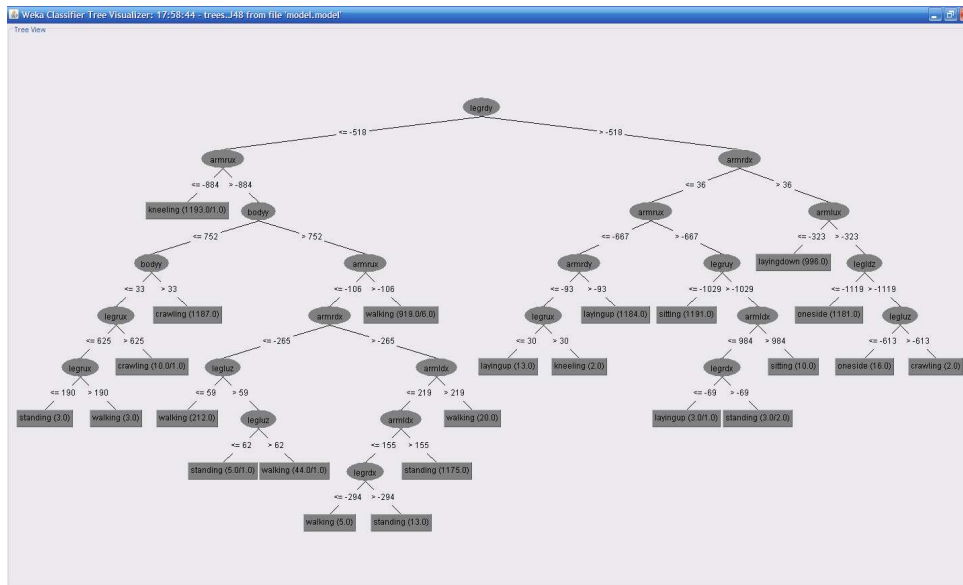 Weka Classifier Tree Visualizer: 17:58:44 - trees.J48 from file 'model.model'
Tree View
legrdy
<= -518 > -518
armrux armrdx
<= -884 > -884 <= 36 > 36
kneeling (1193.0/1.0) bodyy armrux armlux
<= 752 > 752 <= -667 > -667 <= -323 > -323
bodyy armrux armrdy legruy layingdown (996.0) legldz
<= 33 > 33 <= -106 > -106 <= -93 > -93 <= -1029 > -1029 <= -1119 > -1119
legrux crawling (1187.0) armrdx walking (919.0/6.0) legrux layingup (1184.0) sitting (1191.0) armldx oneside (1181.0) legluz
<= 625 > 625 <= -265 > -265 <= 30 > 30 <= 984 > 984 <= -613 > -613
legrux crawling (10.0/1.0) legluz armldx layingup (13.0) kneeling (2.0) legrdx sitting (10.0) oneside (16.0) crawling (2.0)
<= 190 > 190 <= 59 > 59 <= 219 > 219 <= -69 > -69
standing (3.0) walking (3.0) walking (212.0) legluz armldx walking (20.0) layingup (3.0/1.0) standing (3.0/2.0)
<= 62 > 62 <= 155 > 155
standing (5.0/1.0) walking (44.0/1.0) legrdx standing (1175.0)
<= -294 > -294
walking (5.0) standing (13.0)